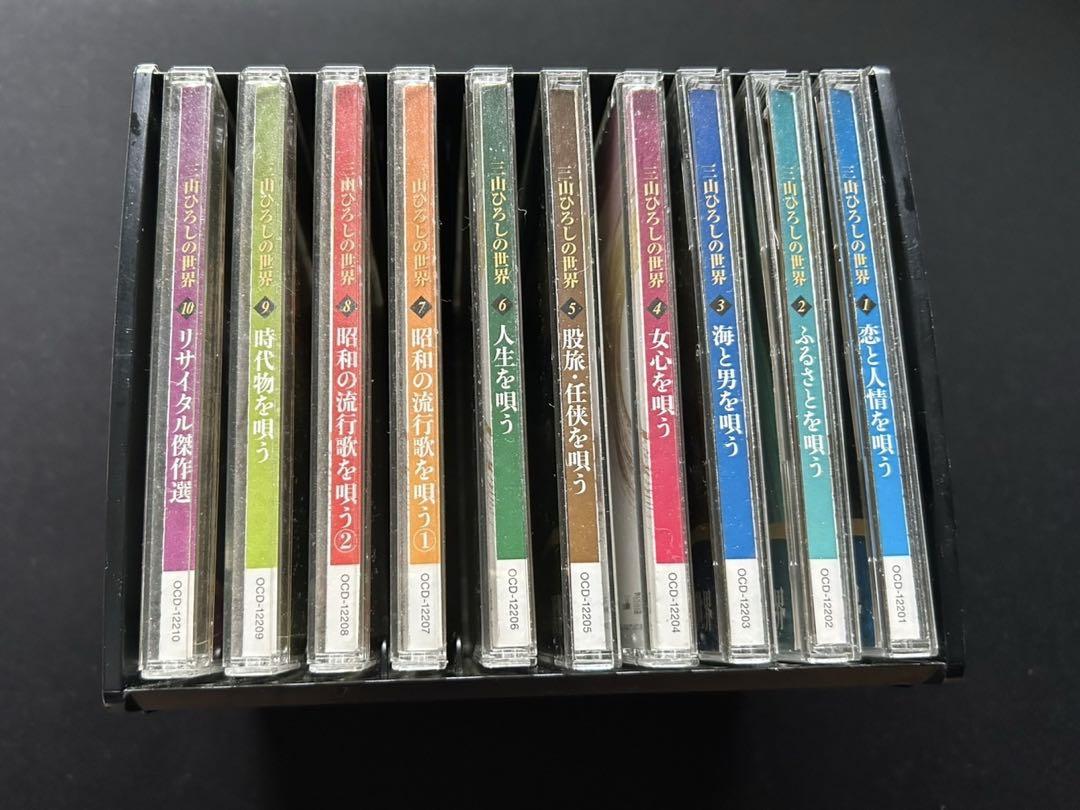 三山ひろしの世界 1 恋と人情を唄う OCD-12201
三山ひろしの世界 2 ふるさとを唄う OCD-12202
三山ひろしの世界 3 海と男を唄う OCD-12203
三山ひろしの世界 4 女心を唄う OCD-12204
三山ひろしの世界 5 股旅・任侠を唄う OCD-12205
三山ひろしの世界 6 人生を唄う OCD-12206
三山ひろしの世界 7 昭和の流行歌を唄う① OCD-12207
三山ひろしの世界 8 昭和の流行歌を唄う② OCD-12208
三山ひろしの世界 9 時代物を唄う OCD-12209
三山ひろしの世界 10 リサイタル傑作選 OCD-12210